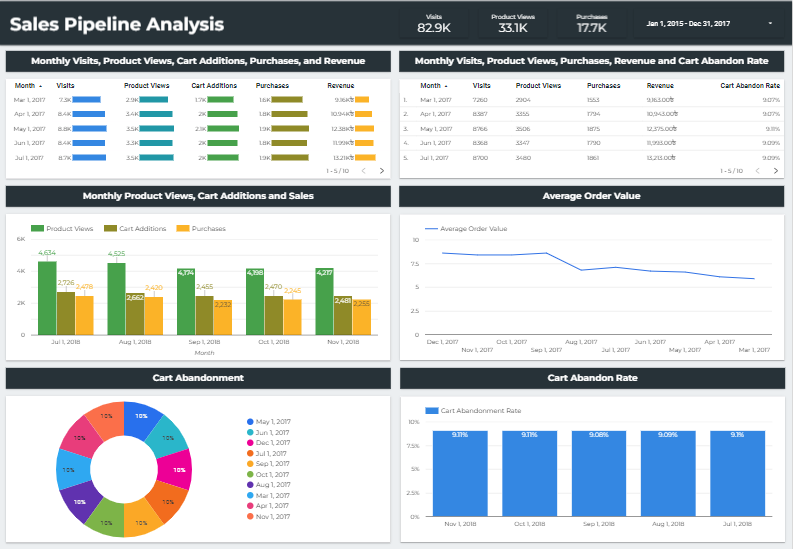 Sales Pipeline Analysis
Visits
82.9K
Product Views
33.1K
Purchases
17.7K
Jan 1, 2015 - Dec 31, 2017
Monthly Visits, Product Views, Cart Additions, Purchases, and Revenue
Month Visits Product Views Cart Additions Purchases Revenue
Mar 1, 2017 7.3K 2.9K 1.7K 1.6K 9.16K₺
Apr 1, 2017 8.4K 3.4K 2K 1.8K 10.94K₺
May 1, 2017 8.8K 3.5K 2.1K 1.9K 12.38K₺
Jun 1, 2017 8.4K 3.3K 2K 1.8K 11.99K₺
Jul 1, 2017 8.7K 3.5K 2K 1.9K 13.21K₺
1 - 5 / 10
Monthly Visits, Product Views, Purchases, Revenue and Cart Abandon Rate
Month Visits Product Views Purchases Revenue Cart Abandon Rate
1. Mar 1, 2017 7260 2904 1553 9,163.00₺ 9.07%
2. Apr 1, 2017 8387 3355 1794 10,943.00₺ 9.07%
3. May 1, 2017 8766 3506 1875 12,375.00₺ 9.11%
4. Jun 1, 2017 8368 3347 1790 11,993.00₺ 9.09%
5. Jul 1, 2017 8700 3480 1861 13,213.00₺ 9.09%
1 - 5 / 10
Monthly Product Views, Cart Additions and Sales
Product Views Cart Additions Purchases
6K
4K
2K
0
4,634 2,726 2,478
4,525 2,662 2,420
4,174 2,455 2,232
4,198 2,470 2,245
4,217 2,481 2,255
Jul 1, 2018 Aug 1, 2018 Sep 1, 2018 Oct 1, 2018 Nov 1, 2018
Month
Average Order Value
Average Order Value
10
7.5
5
2.5
0
Dec 1, 2017 Oct 1, 2017 Aug 1, 2017 Jun 1, 2017 Apr 1, 2017
Nov 1, 2017 Sep 1, 2017 Jul 1, 2017 May 1, 2017 Mar 1, 2017
Cart Abandonment
10% 10%
10% 10%
10% 10%
10% 10%
10% 10%
May 1, 2017
Jun 1, 2017
Dec 1, 2017
Jul 1, 2017
Sep 1, 2017
Oct 1, 2017
Aug 1, 2017
Mar 1, 2017
Apr 1, 2017
Nov 1, 2017
Cart Abandon Rate
Cart Abandonment Rate
10%
7.5%
5%
2.5%
0%
9.11% 9.11% 9.08% 9.09% 9.1%
Nov 1, 2018 Oct 1, 2018 Sep 1, 2018 Aug 1, 2018 Jul 1, 2018